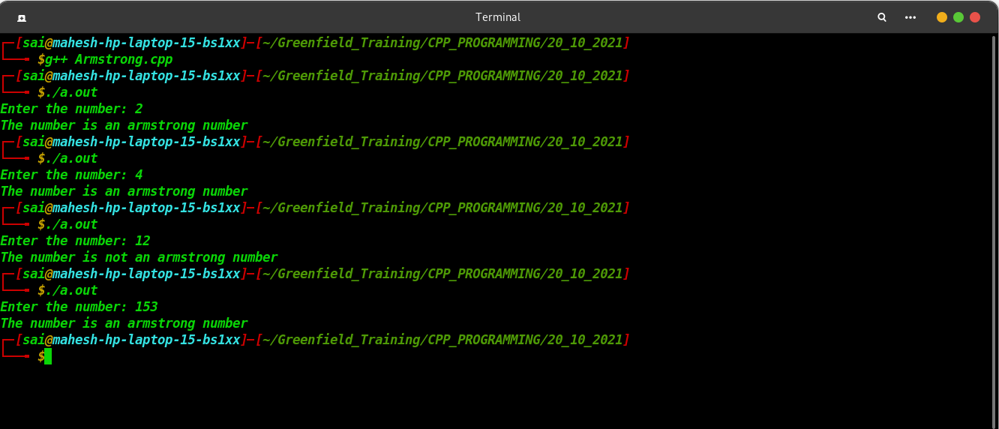 Terminal
┌─[sai@mahesh-hp-laptop-15-bs1xx]─[~/Greenfield_Training/CPP_PROGRAMMING/20_10_2021]
└──╼ $g++ Armstrong.cpp
┌─[sai@mahesh-hp-laptop-15-bs1xx]─[~/Greenfield_Training/CPP_PROGRAMMING/20_10_2021]
└──╼ $./a.out
Enter the number: 2
The number is an armstrong number
┌─[sai@mahesh-hp-laptop-15-bs1xx]─[~/Greenfield_Training/CPP_PROGRAMMING/20_10_2021]
└──╼ $./a.out
Enter the number: 4
The number is an armstrong number
┌─[sai@mahesh-hp-laptop-15-bs1xx]─[~/Greenfield_Training/CPP_PROGRAMMING/20_10_2021]
└──╼ $./a.out
Enter the number: 12
The number is not an armstrong number
┌─[sai@mahesh-hp-laptop-15-bs1xx]─[~/Greenfield_Training/CPP_PROGRAMMING/20_10_2021]
└──╼ $./a.out
Enter the number: 153
The number is an armstrong number
┌─[sai@mahesh-hp-laptop-15-bs1xx]─[~/Greenfield_Training/CPP_PROGRAMMING/20_10_2021]
└──╼ $